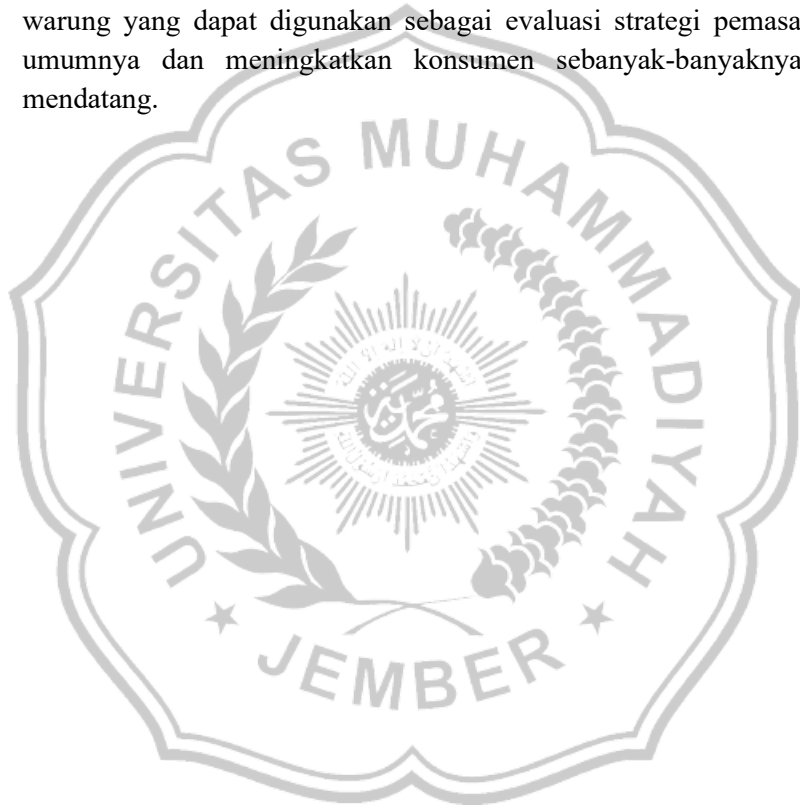 warung yang dapat digunakan sebagai evaluasi strategi pemasa
umumnya dan meningkatkan konsumen sebanyak-banyaknya
mendatang.
UNIVERSITAS MUHAMMADIYAH
JEMBER